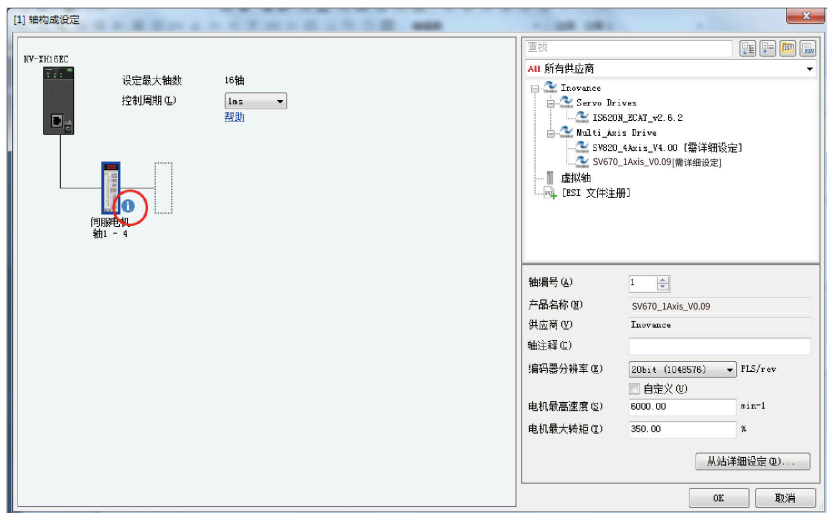 [1] 轴构成设定
KV-XH16EC
设定最大轴数 16轴
控制周期(L) 1ms
帮助
伺服电机
轴1 - 4
查找
All 所有供应商
Inovance
Servo Drives
IS620N_ECAT_v2.6.2
Multi_Axis Drive
SV820_4Axis_V4.00 [需详细设定]
SV670_1Axis_V0.09[需详细设定]
虚拟轴
[ESI 文件注册]
轴编号(A) 1
产品名称(N) SV670_1Axis_V0.09
供应商(V) Inovance
轴注释(C)
编码器分辨率(E) 20bit (1048576) PLS/rev
自定义(U)
电机最高速度(S) 6000.00 min-1
电机最大转矩(T) 350.00 %
从站详细设定(D)...
OK 取消